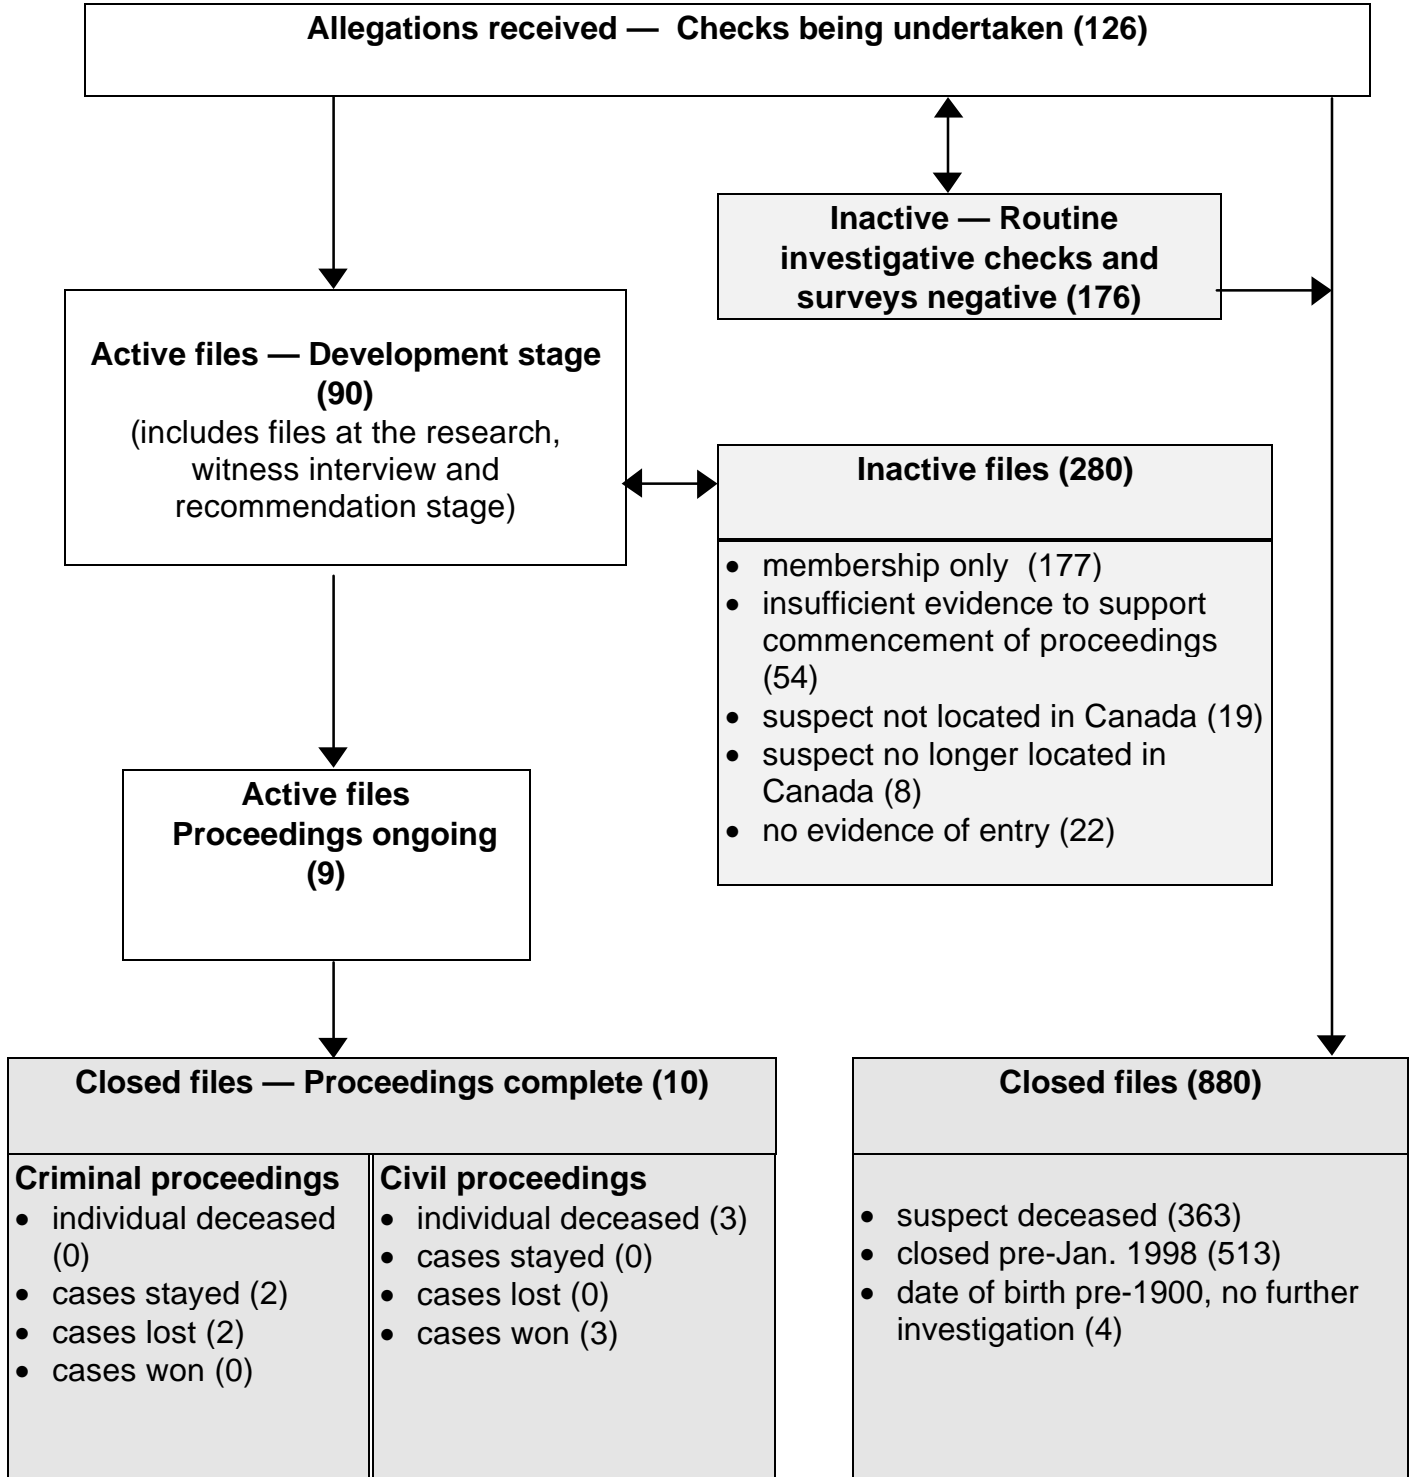 Allegations received — Checks being undertaken (126)
Inactive — Routine
investigative checks and
surveys negative (176)
Active files — Development stage
(90)
(includes files at the research,
witness interview and
recommendation stage)
Inactive files (280)
• membership only (177)
• insufficient evidence to support
commencement of proceedings
(54)
• suspect not located in Canada (19)
• suspect no longer located in
Canada (8)
• no evidence of entry (22)
Active files
Proceedings ongoing
(9)
Closed files — Proceedings complete (10)
Criminal proceedings
• individual deceased
(0)
• cases stayed (2)
• cases lost (2)
• cases won (0)
Civil proceedings
• individual deceased (3)
• cases stayed (0)
• cases lost (0)
• cases won (3)
Closed files (880)
• suspect deceased (363)
• closed pre-Jan. 1998 (513)
• date of birth pre-1900, no further
investigation (4)